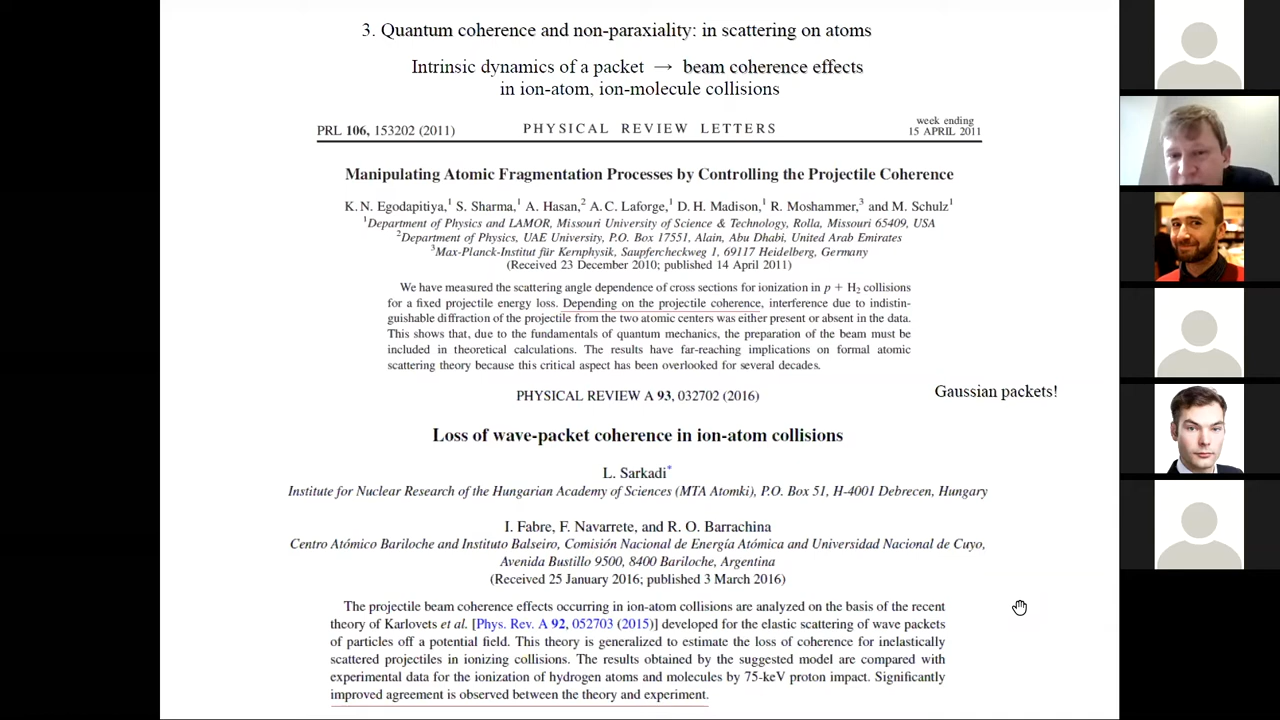 3. Quantum coherence and non-paraxiality: in scattering on atoms
Intrinsic dynamics of a packet → beam coherence effects
in ion-atom, ion-molecule collisions
PRL 106, 153202 (2011)
PHYSICAL REVIEW LETTERS
week ending
15 APRIL 2011
Manipulating Atomic Fragmentation Processes by Controlling the Projectile Coherence
K. N. Egodapitiya,1 S. Sharma,1 A. Hasan,2 A. C. Laforge,1 D. H. Madison,1 R. Moshammer,3 and M. Schulz1
1Department of Physics and LAMOR, Missouri University of Science & Technology, Rolla, Missouri 65409, USA
2Department of Physics, UAE University, P.O. Box 17551, Alain, Abu Dhabi, United Arab Emirates
3Max-Planck-Institut für Kernphysik, Saupfercheckweg 1, 69117 Heidelberg, Germany
(Received 23 December 2010; published 14 April 2011)
We have measured the scattering angle dependence of cross sections for ionization in p + H2 collisions
for a fixed projectile energy loss. Depending on the projectile coherence, interference due to indistin-
guishable diffraction of the projectile from the two atomic centers was either present or absent in the data.
This shows that, due to the fundamentals of quantum mechanics, the preparation of the beam must be
included in theoretical calculations. The results have far-reaching implications on formal atomic
scattering theory because this critical aspect has been overlooked for several decades.
PHYSICAL REVIEW A 93, 032702 (2016)
Gaussian packets!
Loss of wave-packet coherence in ion-atom collisions
L. Sarkadi*
Institute for Nuclear Research of the Hungarian Academy of Sciences (MTA Atomki), P.O. Box 51, H-4001 Debrecen, Hungary
I. Fabre, F. Navarrete, and R. O. Barrachina
Centro Atómico Bariloche and Instituto Balseiro, Comisión Nacional de Energía Atómica and Universidad Nacional de Cuyo,
Avenida Bustillo 9500, 8400 Bariloche, Argentina
(Received 25 January 2016; published 3 March 2016)
The projectile beam coherence effects occurring in ion-atom collisions are analyzed on the basis of the recent
theory of Karlovets et al. [Phys. Rev. A 92, 052703 (2015)] developed for the elastic scattering of wave packets
of particles off a potential field. This theory is generalized to estimate the loss of coherence for inelastically
scattered projectiles in ionizing collisions. The results obtained by the suggested model are compared with
experimental data for the ionization of hydrogen atoms and molecules by 75-keV proton impact. Significantly
improved agreement is observed between the theory and experiment.